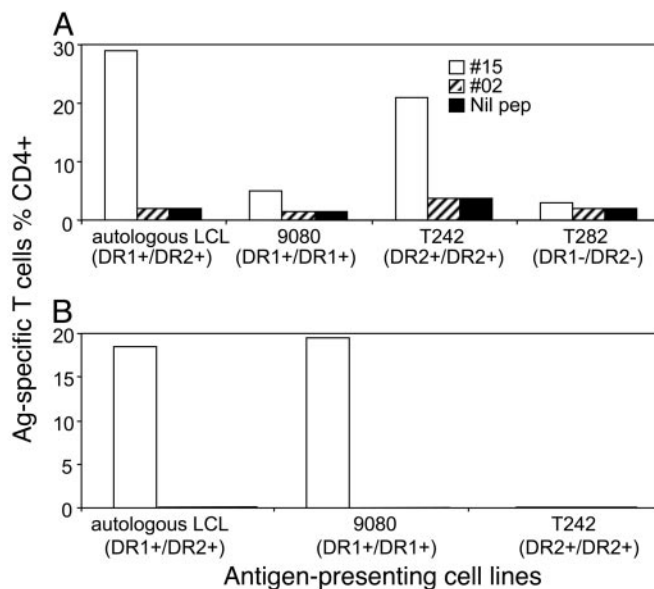 A
30
20
10
0
#15
#02
Nil pep
autologous LCL 9080 T242 T282
(DR1+/DR2+) (DR1+/DR1+) (DR2+/DR2+) (DR1-/DR2-)
Ag-specific T cells % CD4+
B
20
15
10
5
0
autologous LCL 9080 T242
(DR1+/DR2+) (DR1+/DR1+) (DR2+/DR2+)
Antigen-presenting cell lines